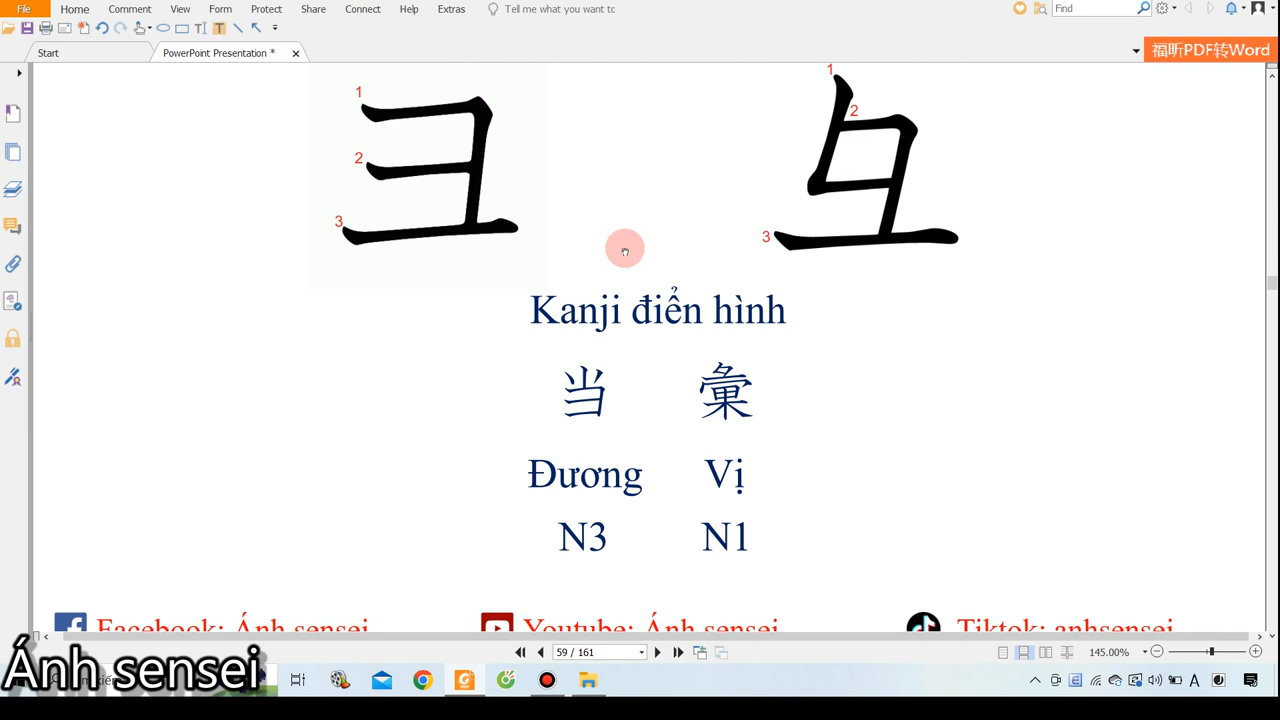 File Home Comment View Form Protect Share Connect Help Extras Tell me what you want to Find
Start PowerPoint Presentation * 福昕PDF转Word
1 1
2 2
3 3
彐 彑
Kanji điển hình
当 彙
Đương Vị
N3 N1
Facebook: Ánh sensei Youtube: Ánh sensei Tiktok: anhsensei
59 / 161 145.00%
Ánh sensei